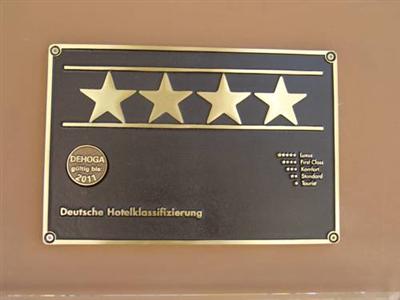 DEHOGA
gültig bis:
2011
***** Luxus
**** First Class
*** Komfort
** Standard
* Tourist
Deutsche Hotelklassifizierung